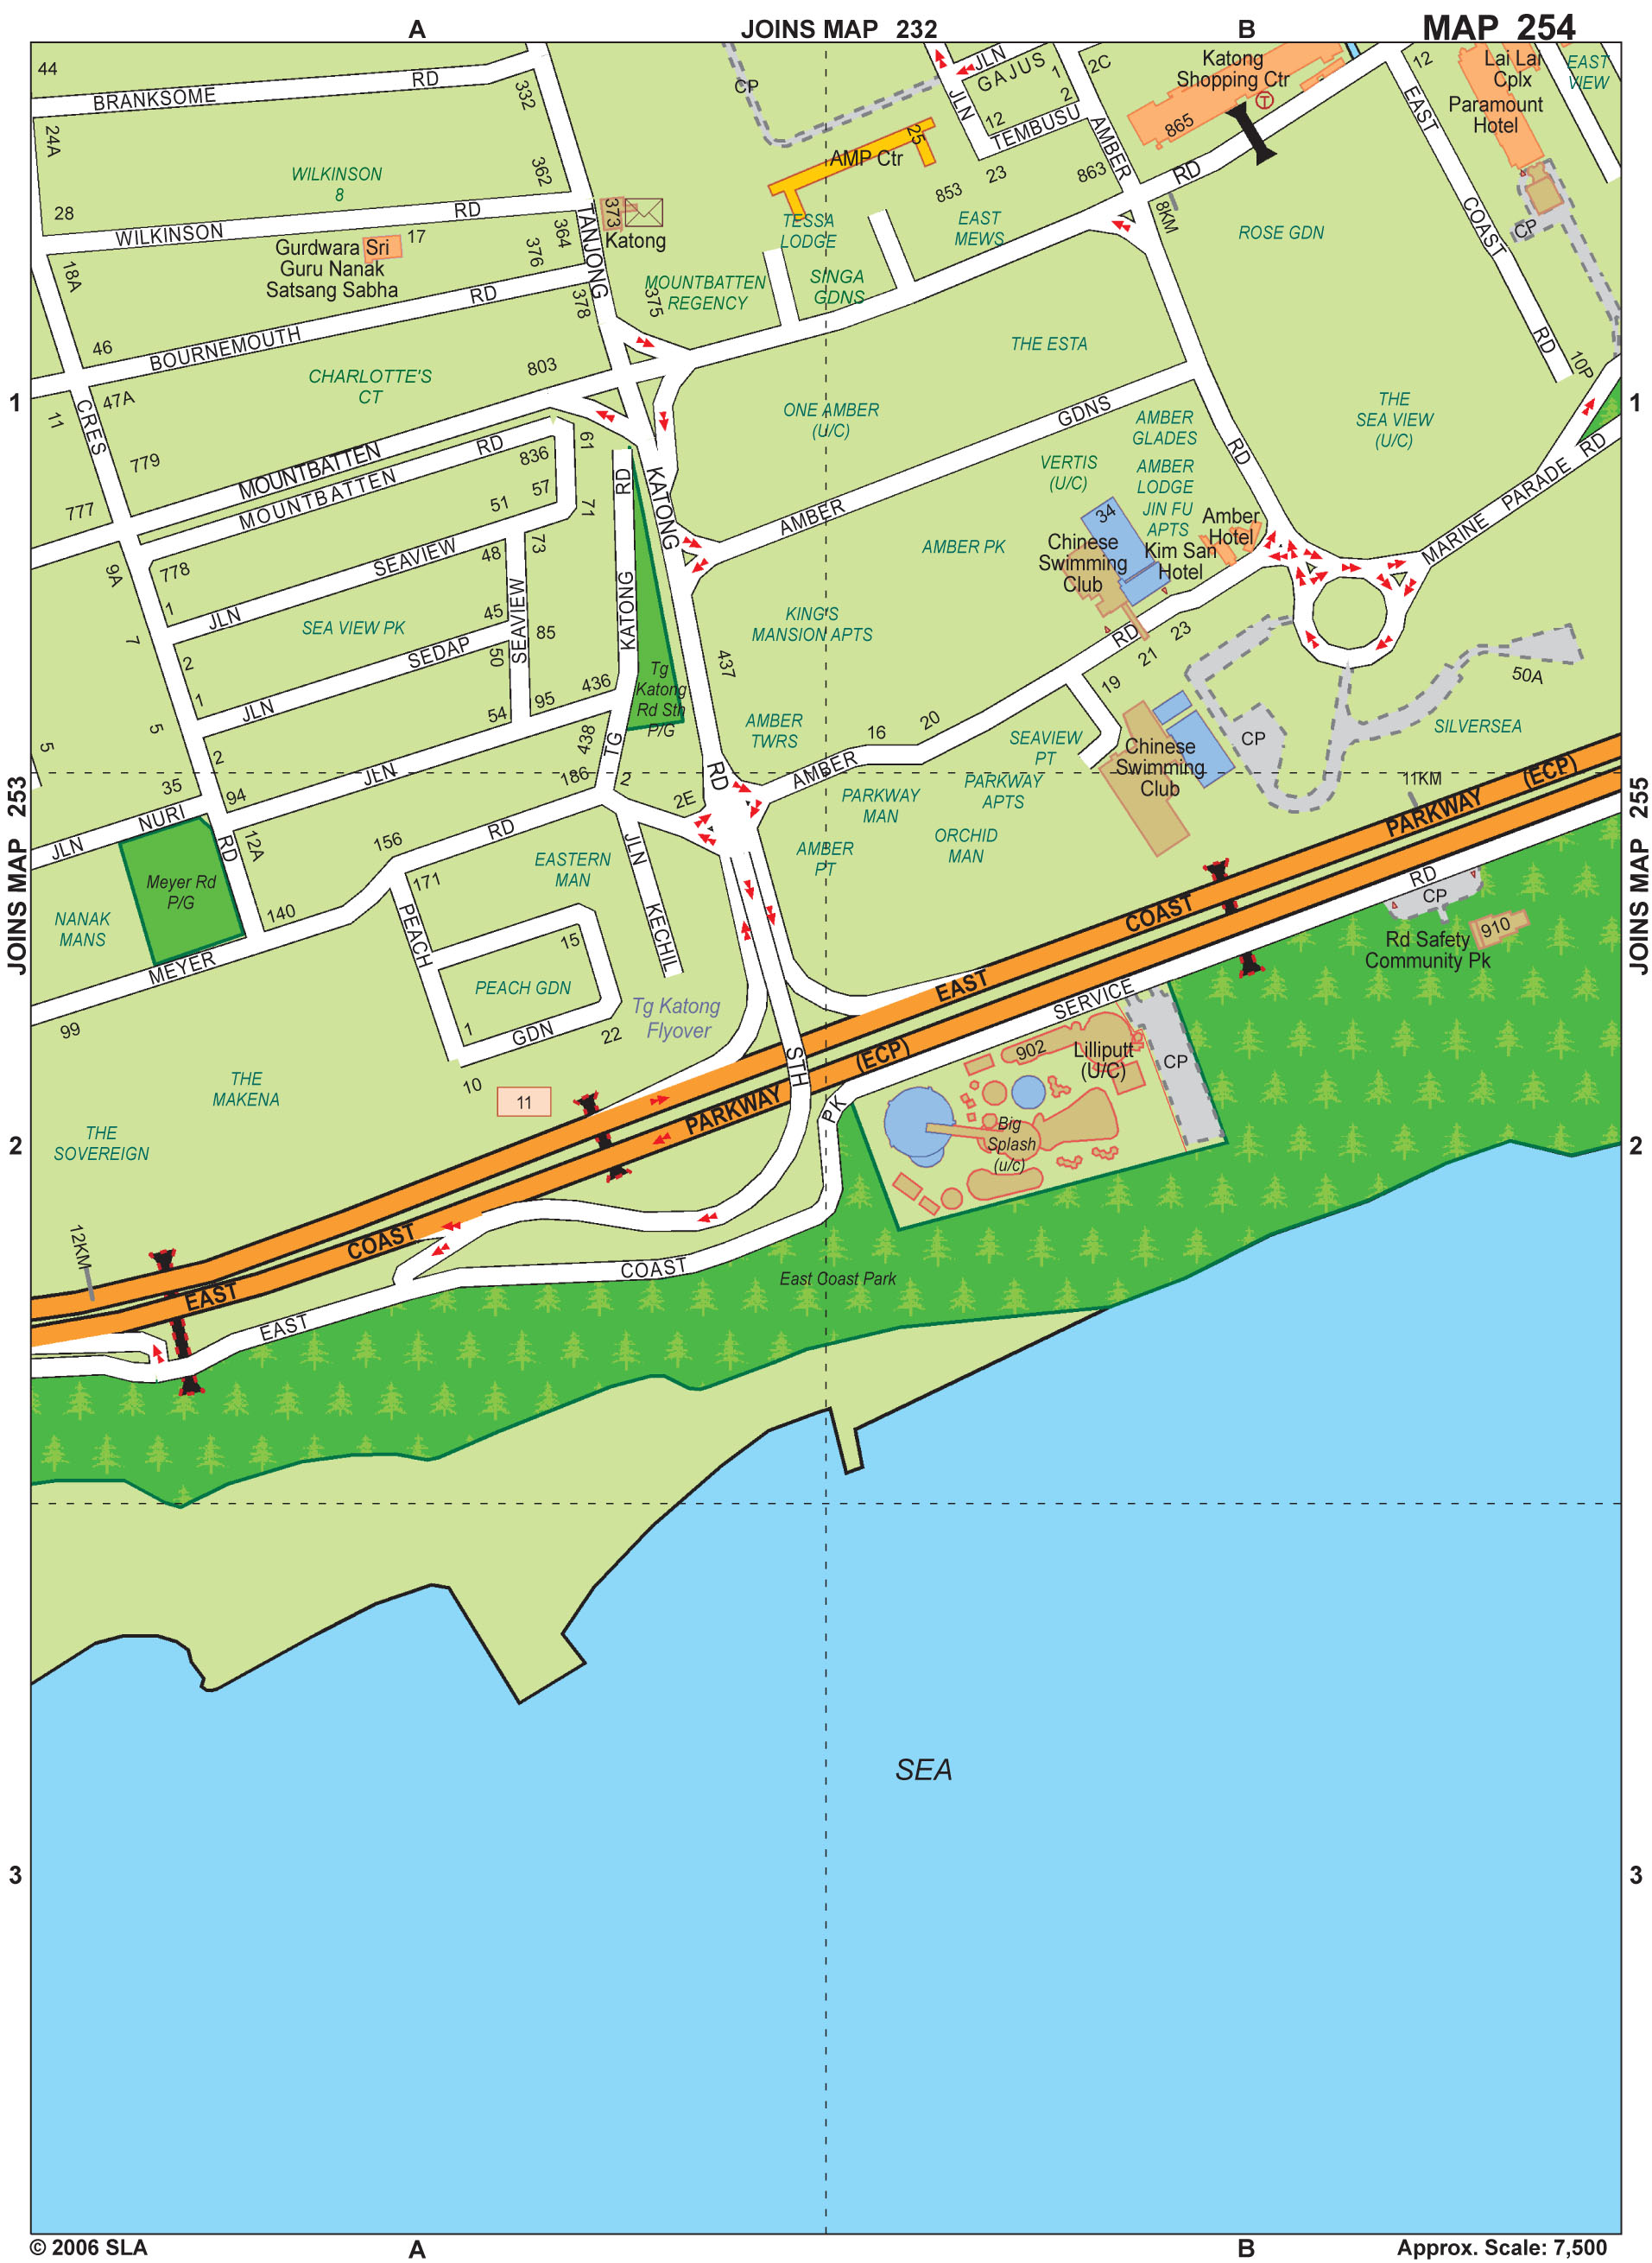 A
JOINS MAP 232
B
MAP 254
44
BRANKSOME RD
332
24A
WILKINSON
8
362
28
WILKINSON RD
364
17
Gurdwara Sri
Guru Nanak
Satsang Sabha
373
Katong
376
18A
TANJONG
KATONG
RD
STH
378
375
MOUNTBATTEN
REGENCY
46
BOURNEMOUTH RD
CP
AMP Ctr
25
TESSA
LODGE
SINGA
GDNS
EAST
MEWS
JLN
GAJUS
1
2C
2
12
JLN
TEMBUSU
23
853
863
AMBER
RD
8KM
RD
Katong
Shopping Ctr
T
865
12
EAST
COAST
RD
Lai Lai
Cplx
Paramount
Hotel
EAST
VIEW
CP
ROSE GDN
10P
1
1
47A
11
CRES
RD
CHARLOTTE'S
CT
803
779
777
MOUNTBATTEN
MOUNTBATTEN RD
836
61
57
51
71
73
9A
778
1
JLN
SEAVIEW
48
SEAVIEW
45
85
7
SEA VIEW PK
2
1
JLN
SEDAP
50
95
54
5
2
JLN
436
438
186
KATONG
RD
TG
Tg
Katong
Rd Sth
P/G
437
THE ESTA
ONE AMBER
(U/C)
AMBER
GDNS
THE
SEA VIEW
(U/C)
VERTIS
(U/C)
AMBER
GLADES
AMBER
LODGE
JIN FU
APTS
34
Chinese
Swimming
Club
Kim San
Hotel
Amber
Hotel
AMBER PK
MARINE PARADE RD
KING'S
MANSION APTS
RD
23
21
19
20
16
AMBER
AMBER
TWRS
SEAVIEW
PT
PARKWAY
APTS
PARKWAY
MAN
ORCHID
MAN
AMBER
PT
Chinese
Swimming
Club
CP
50A
SILVERSEA
11KM
JOINS MAP 253
JOINS MAP 255
5
35
JLN
NURI
94
12A
2
2E
Meyer Rd
P/G
NANAK
MANS
140
156
RD
MEYER
171
99
PEACH
GDN
15
PEACH GDN
1
22
10
EASTERN
MAN
JLN
KECHIL
Tg Katong
Flyover
THE
MAKENA
11
THE
SOVEREIGN
2
2
EAST COAST PARKWAY (ECP)
EAST COAST PARKWAY (ECP)
12KM
EAST COAST PK SERVICE RD
CP
Rd Safety
Community Pk
910
902
Lilliputt
(U/C)
CP
Big
Splash
(u/c)
East Coast Park
SEA
3
3
© 2006 SLA
A
B
Approx. Scale: 7,500